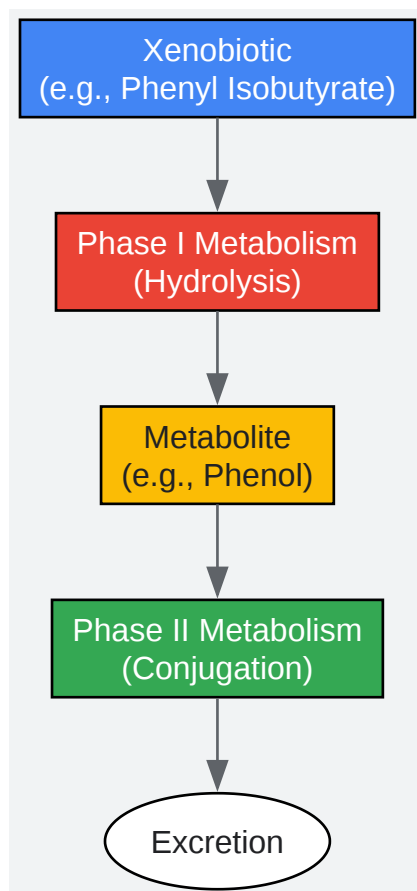 Xenobiotic
(e.g., Phenyl Isobutyrate)
Phase I Metabolism
(Hydrolysis)
Metabolite
(e.g., Phenol)
Phase II Metabolism
(Conjugation)
Excretion